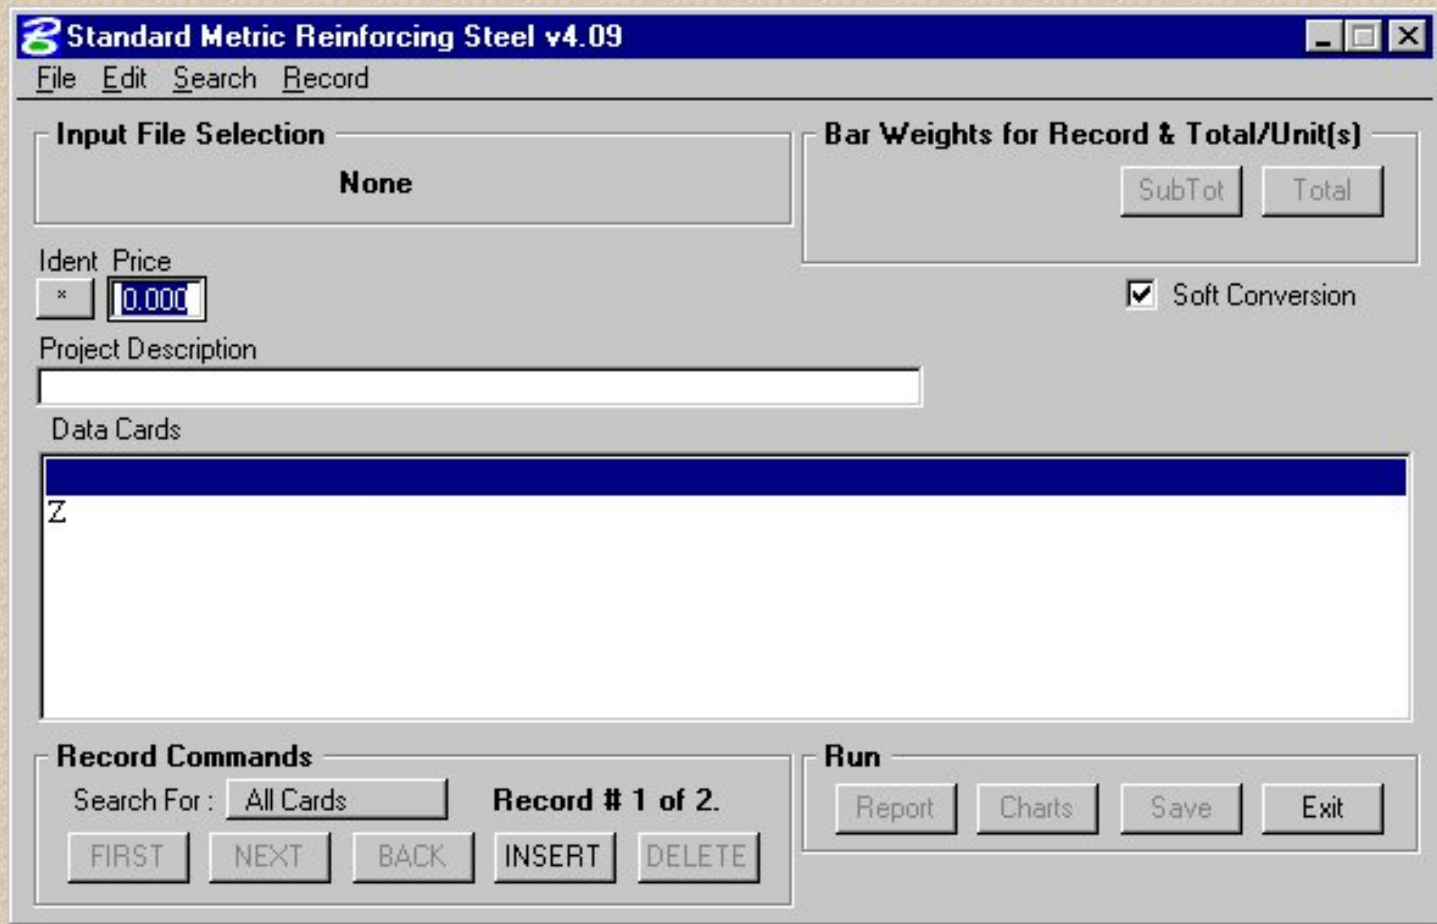 Standard Metric Reinforcing Steel v4.09
File Edit Search Record
Input File Selection
None
Bar Weights for Record & Total/Unit(s)
SubTot Total
Ident Price
* 0.000
Soft Conversion
Project Description
Data Cards
Z
Record Commands
Search For : All Cards Record # 1 of 2.
FIRST NEXT BACK INSERT DELETE
Run
Report Charts Save Exit